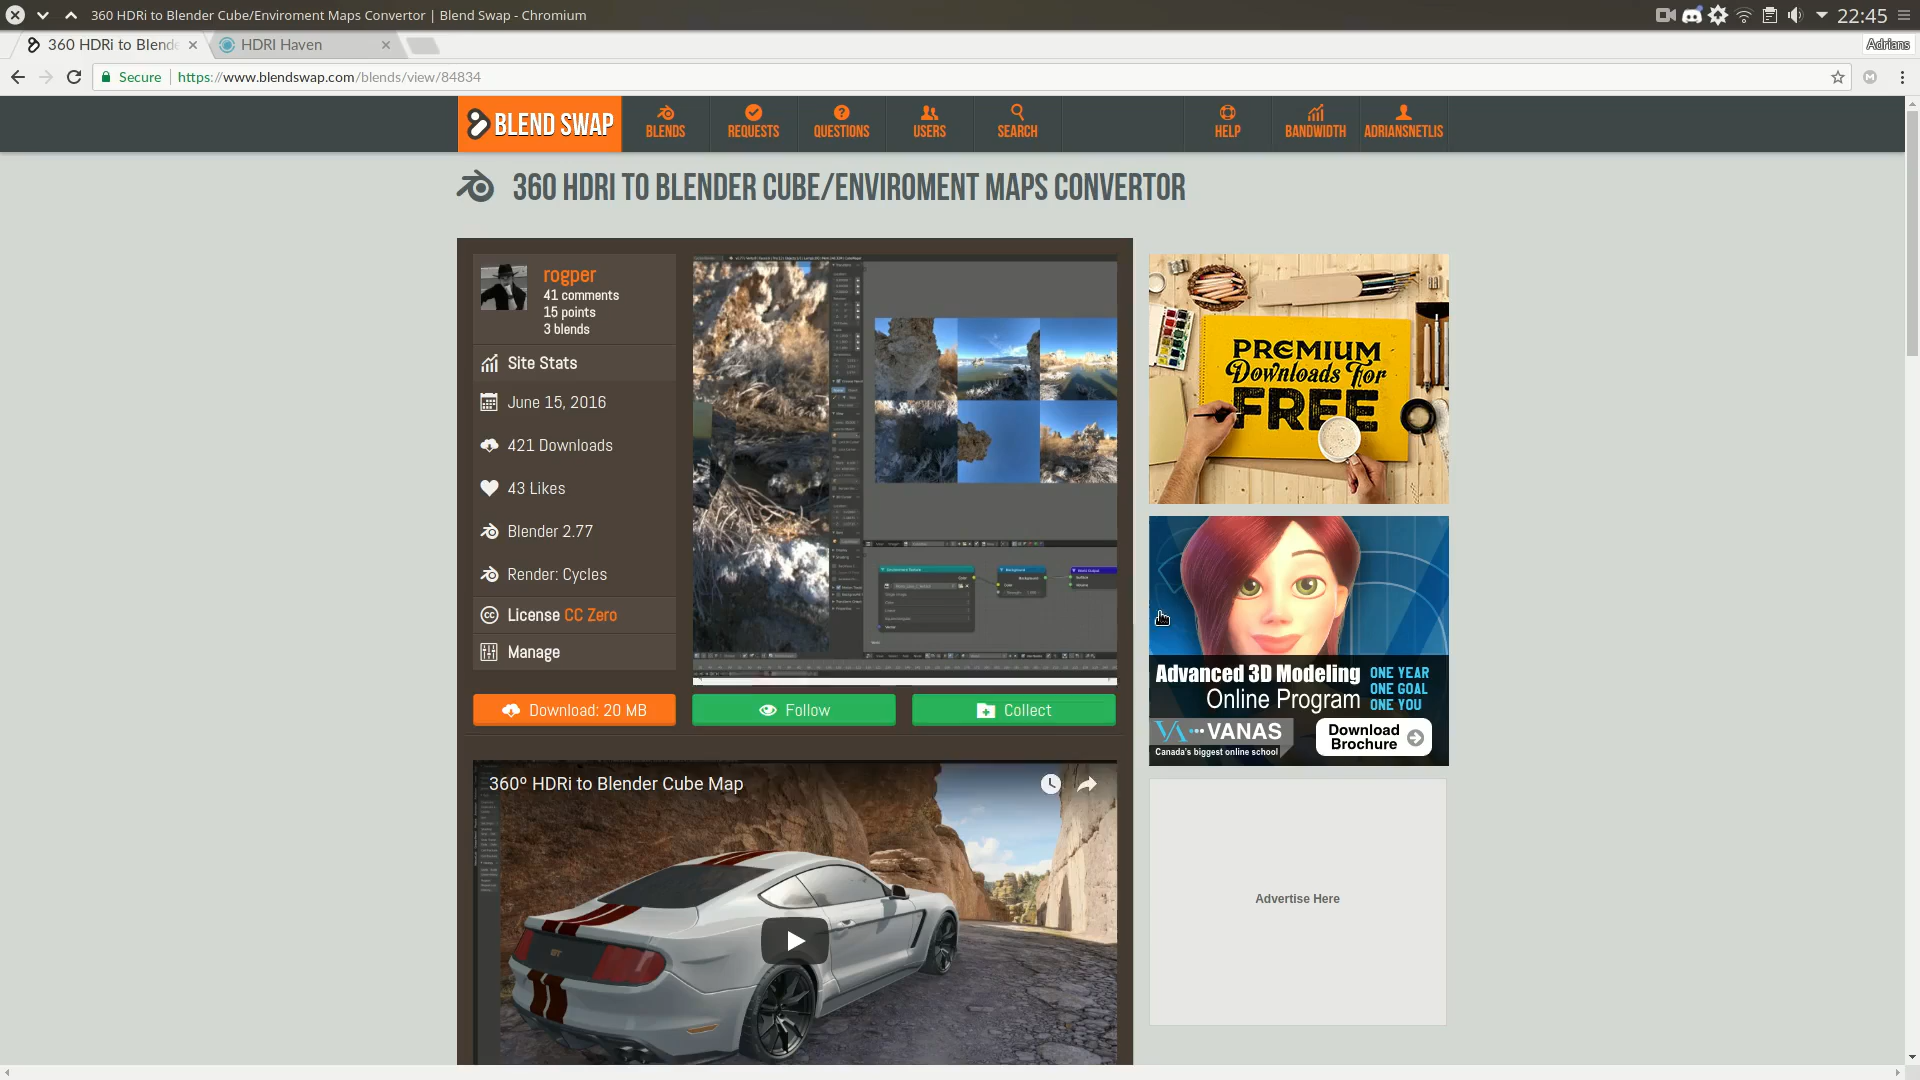 360 HDRi to Blender Cube/Enviroment Maps Convertor | Blend Swap - Chromium
22:45
360 HDRi to Blende
HDRI Haven
Adrians
Secure
https://www.blendswap.com/blends/view/84834
BLEND SWAP
BLENDS
REQUESTS
QUESTIONS
USERS
SEARCH
HELP
BANDWIDTH
ADRIANSNETLIS
360 HDRI TO BLENDER CUBE/ENVIROMENT MAPS CONVERTOR
rogper
41 comments
15 points
3 blends
Site Stats
June 15, 2016
421 Downloads
43 Likes
Blender 2.77
Render: Cycles
License CC Zero
Manage
Download: 20 MB
Follow
Collect
360º HDRi to Blender Cube Map
GT
PREMIUM
Downloads for
FREE
Advanced 3D Modeling
Online Program
ONE YEAR
ONE GOAL
ONE YOU
VANAS
Canada's biggest online school
Download
Brochure
Advertise Here